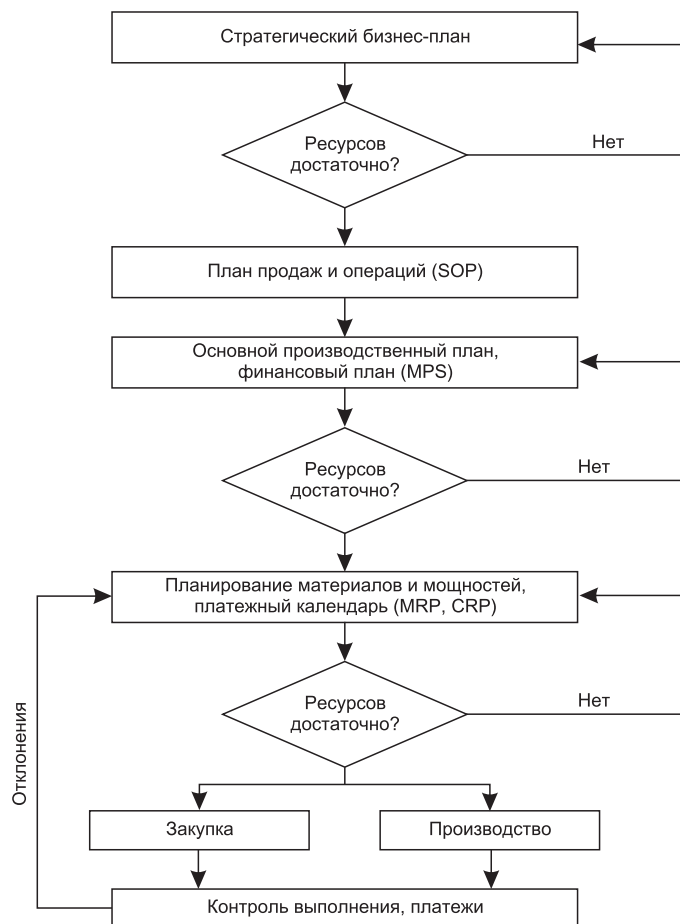 Стратегический бизнес-план
Ресурсов
достаточно?
Нет
План продаж и операций (SOP)
Основной производственный план,
финансовый план (MPS)
Ресурсов
достаточно?
Нет
Планирование материалов и мощностей,
платежный календарь (MRP, CRP)
Ресурсов
достаточно?
Нет
Отклонения
Закупка
Производство
Контроль выполнения, платежи